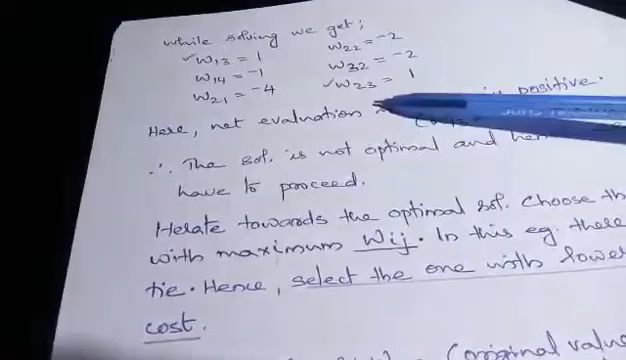 While solving we get;
✓W13 = 1 W22 = -2
W14 = -1 W32 = -2
W21 = -4 ✓W23 = 1
Here, net evaluation is positive.
∴ The sol. is not optimal and
have to proceed.
Iterate towards the optimal sol. Choose the
with maximum Wij. In this eg. there
tie. Hence, select the one with lower
cost.
(original value